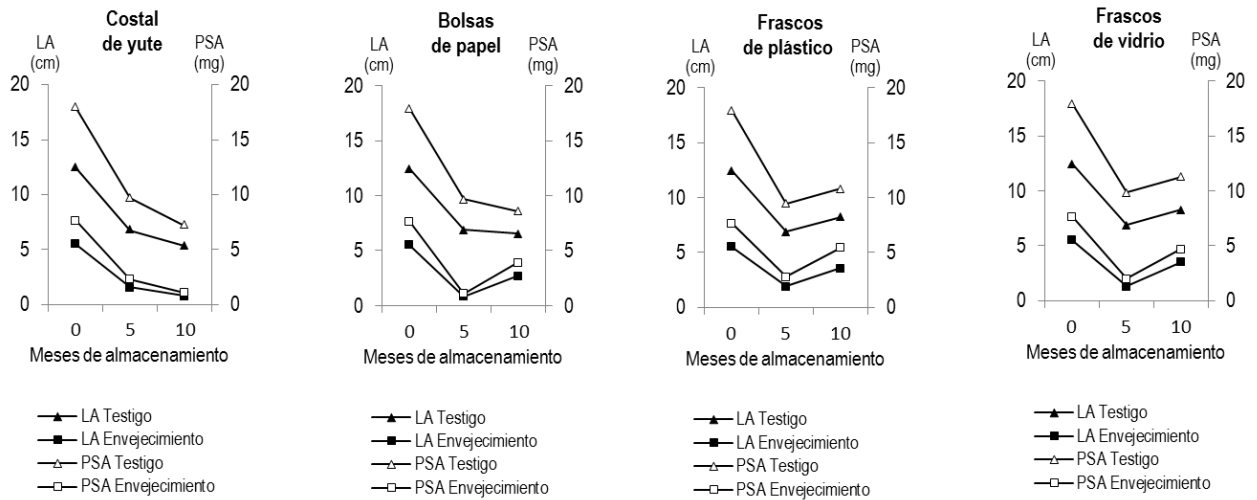 Costal
de yute
LA
(cm)
PSA
(mg)
20
15
10
5
0
20
15
10
5
0
0 5 10
Meses de almacenamiento
LA Testigo
LA Envejecimiento
PSA Testigo
PSA Envejecimiento
Bolsas
de papel
LA
(cm)
PSA
(mg)
20
15
10
5
0
20
15
10
5
0
0 5 10
Meses de almacenamiento
LA Testigo
LA Envejecimiento
PSA Testigo
PSA Envejecimiento
Frascos
de plástico
LA
(cm)
PSA
(mg)
20
15
10
5
0
20
15
10
5
0
0 5 10
Meses de almacenamiento
LA Testigo
LA Envejecimiento
PSA Testigo
PSA Envejecimiento
Frascos
de vidrio
LA
(cm)
PSA
(mg)
20
15
10
5
0
20
15
10
5
0
0 5 10
Meses de almacenamiento
LA Testigo
LA Envejecimiento
PSA Testigo
PSA Envejecimiento